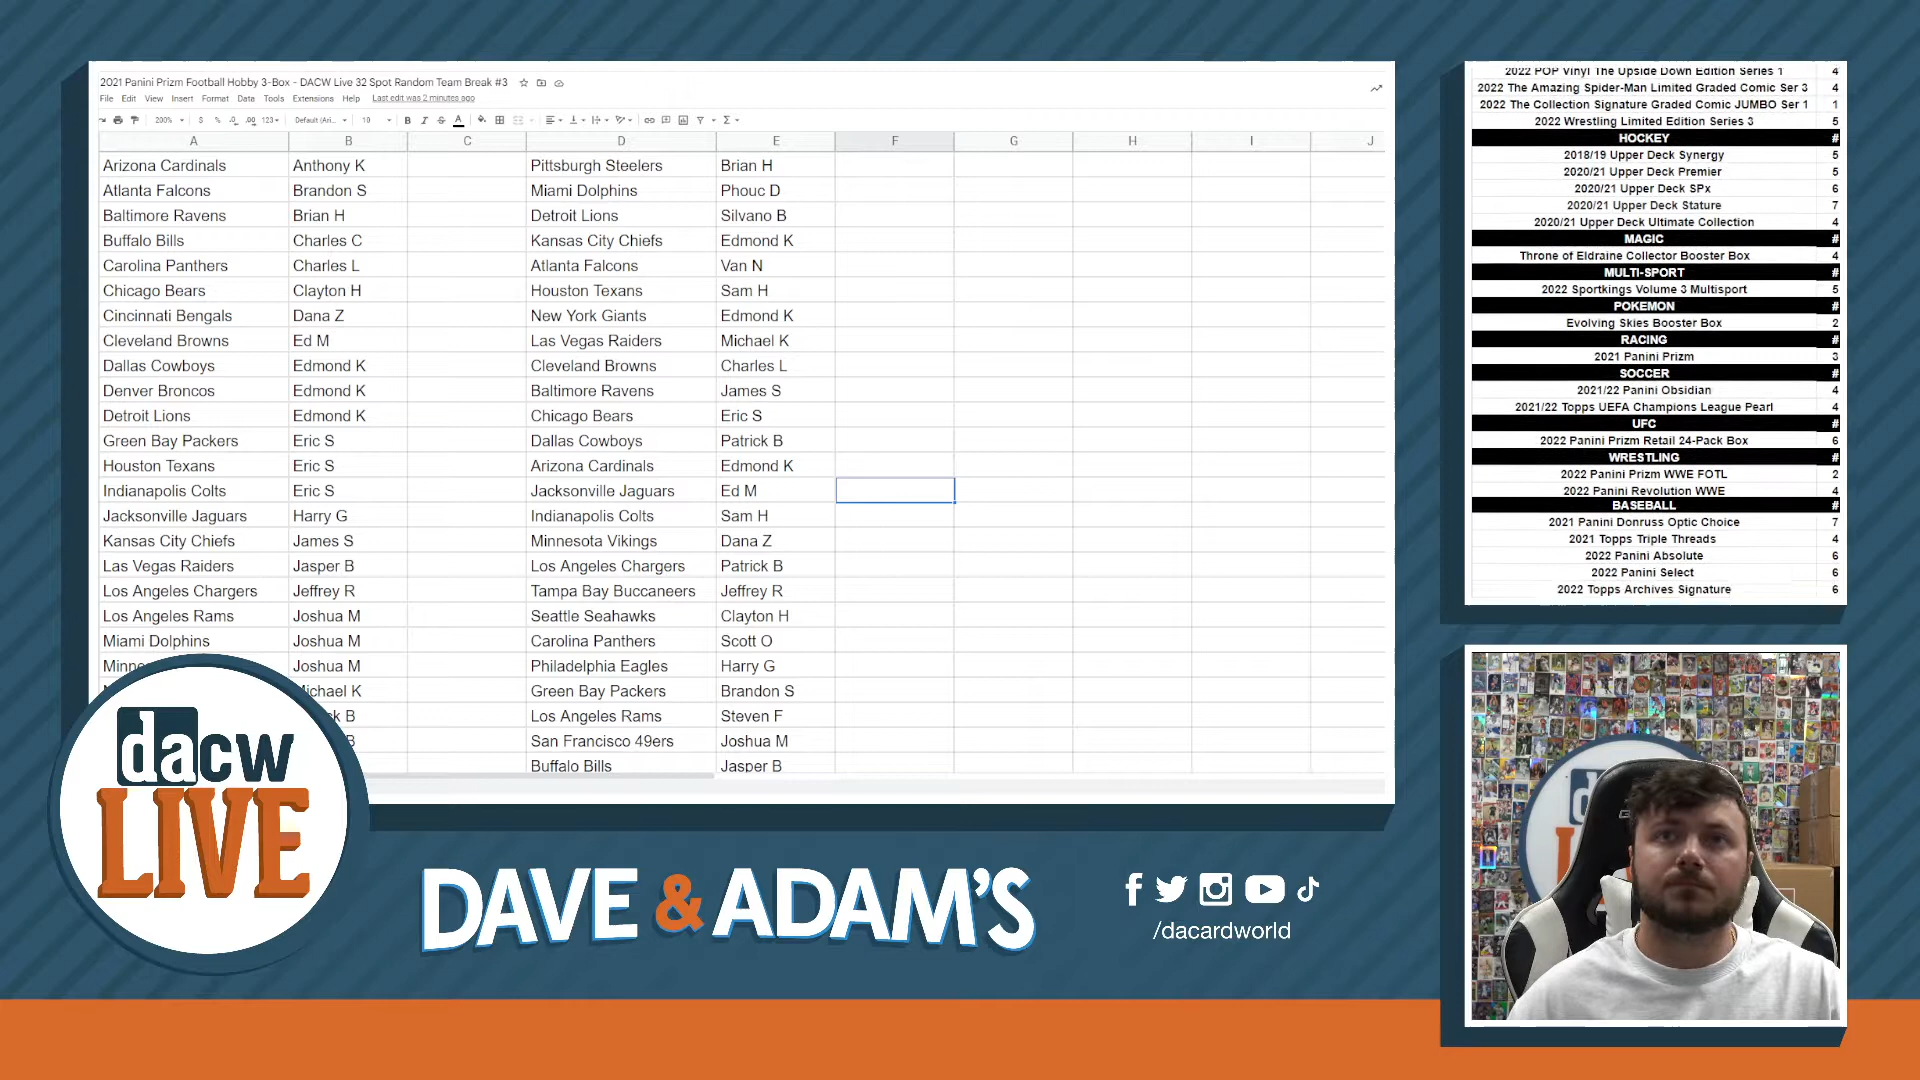 2021 Panini Prizm Football Hobby 3-Box - DACW Live 32 Spot Random Team Break #3
File Edit View Insert Format Data Tools Extensions Help Last edit was 2 minutes ago
200% $ % .0 .00 123 Default (Ari... 10 B I S A
A B C D E F G H I J
Arizona Cardinals Anthony K Pittsburgh Steelers Brian H
Atlanta Falcons Brandon S Miami Dolphins Phouc D
Baltimore Ravens Brian H Detroit Lions Silvano B
Buffalo Bills Charles C Kansas City Chiefs Edmond K
Carolina Panthers Charles L Atlanta Falcons Van N
Chicago Bears Clayton H Houston Texans Sam H
Cincinnati Bengals Dana Z New York Giants Edmond K
Cleveland Browns Ed M Las Vegas Raiders Michael K
Dallas Cowboys Edmond K Cleveland Browns Charles L
Denver Broncos Edmond K Baltimore Ravens James S
Detroit Lions Edmond K Chicago Bears Eric S
Green Bay Packers Eric S Dallas Cowboys Patrick B
Houston Texans Eric S Arizona Cardinals Edmond K
Indianapolis Colts Eric S Jacksonville Jaguars Ed M
Jacksonville Jaguars Harry G Indianapolis Colts Sam H
Kansas City Chiefs James S Minnesota Vikings Dana Z
Las Vegas Raiders Jasper B Los Angeles Chargers Patrick B
Los Angeles Chargers Jeffrey R Tampa Bay Buccaneers Jeffrey R
Los Angeles Rams Joshua M Seattle Seahawks Clayton H
Miami Dolphins Joshua M Carolina Panthers Scott O
Minne Joshua M Philadelphia Eagles Harry G
ichael K Green Bay Packers Brandon S
ck B Los Angeles Rams Steven F
B San Francisco 49ers Joshua M
Buffalo Bills Jasper B
2022 POP Vinyl The Upside Down Edition Series 1 4
2022 The Amazing Spider-Man Limited Graded Comic Ser 3 4
2022 The Collection Signature Graded Comic JUMBO Ser 1 1
2022 Wrestling Limited Edition Series 3 5
HOCKEY #
2018/19 Upper Deck Synergy 5
2020/21 Upper Deck Premier 5
2020/21 Upper Deck SPx 6
2020/21 Upper Deck Stature 7
2020/21 Upper Deck Ultimate Collection 4
MAGIC #
Throne of Eldraine Collector Booster Box 4
MULTI-SPORT #
2022 Sportkings Volume 3 Multisport 5
POKEMON #
Evolving Skies Booster Box 2
RACING #
2021 Panini Prizm 3
SOCCER #
2021/22 Panini Obsidian 4
2021/22 Topps UEFA Champions League Pearl 4
UFC #
2022 Panini Prizm Retail 24-Pack Box 6
WRESTLING #
2022 Panini Prizm WWE FOTL 2
2022 Panini Revolution WWE 4
BASEBALL #
2021 Panini Donruss Optic Choice 7
2021 Topps Triple Threads 4
2022 Panini Absolute 6
2022 Panini Select 6
2022 Topps Archives Signature 6
dacw
LIVE
DAVE & ADAM'S
/dacardworld